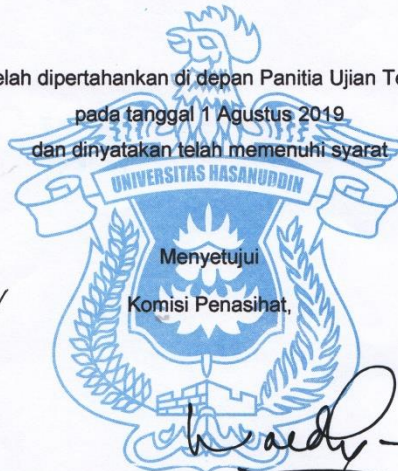 elah dipertahankan di depan Panitia Ujian Te
pada tanggal 1 Agustus 2019
dan dinyatakan telah memenuhi syarat
UNIVERSITAS HASANUDDIN
Menyetujui
Komisi Penasihat,